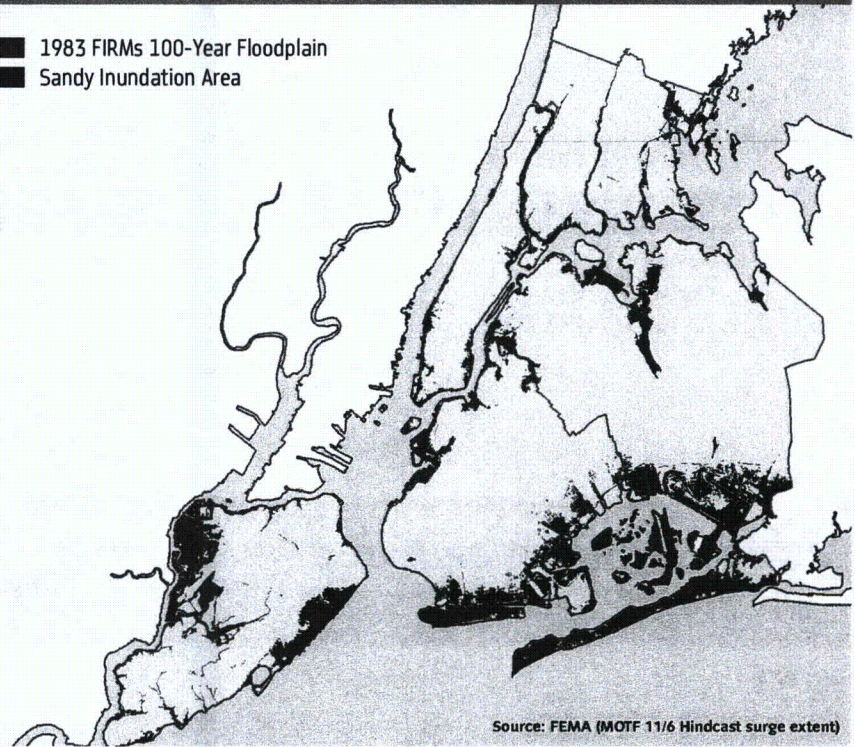 1983 FIRMs 100-Year Floodplain
Sandy Inundation Area
Source: FEMA (MOTF 11/6 Hindcast surge extent)